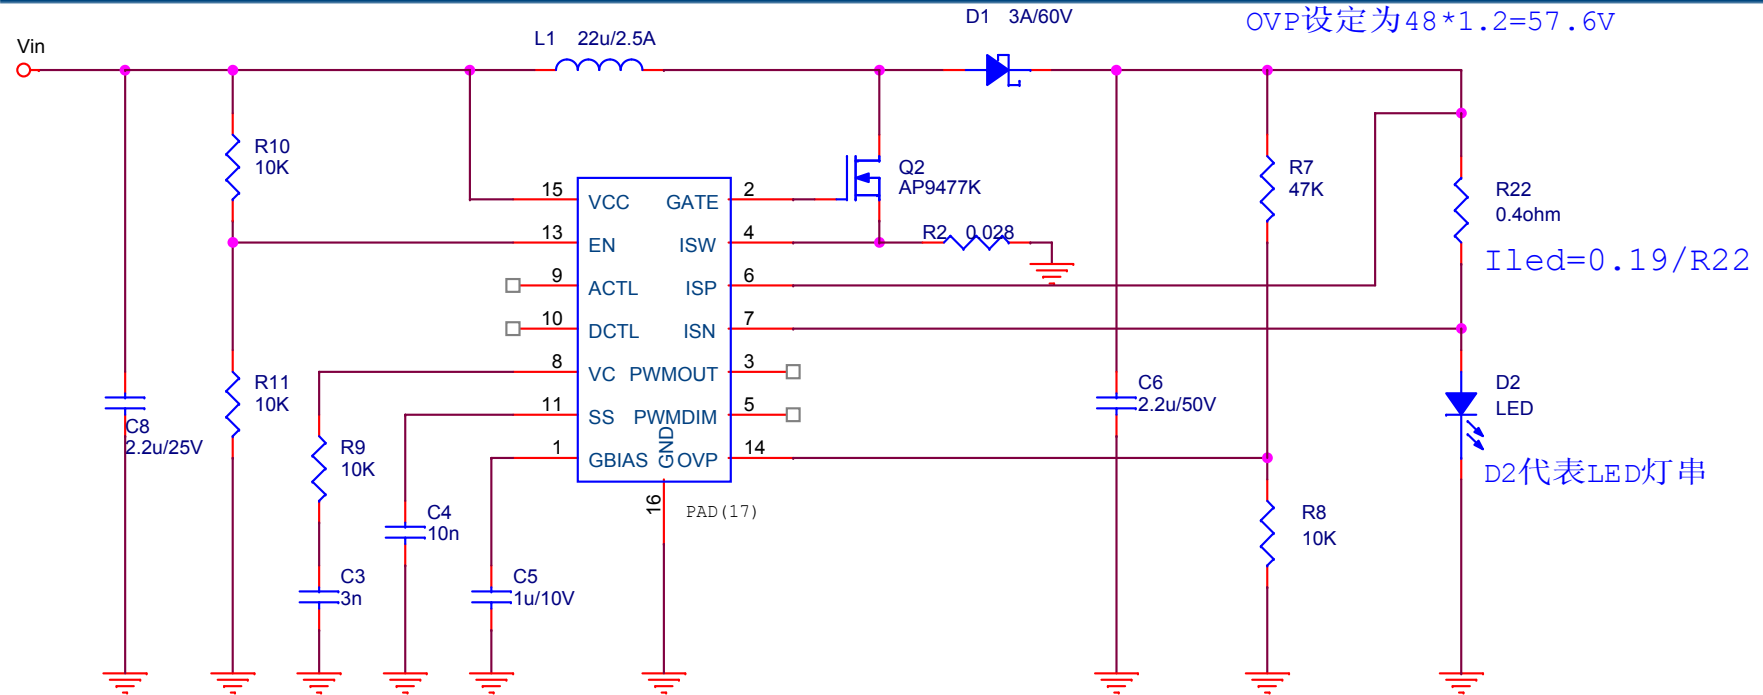 D1 3A/60V
OVP设定为48*1.2=57.6V
Vin
L1 22u/2.5A
R10
10K
Q2
AP9477K
R7
47K
R22
0.4ohm
15 VCC
GATE 2
13 EN
ISW 4
R2 0.028
Iled=0.19/R22
9 ACTL
ISP 6
10 DCTL
ISN 7
8 VC
PWMOUT 3
R11
10K
C6
2.2u/50V
D2
LED
11 SS
PWMDIM 5
C8
2.2u/25V
R9
10K
1 GBIAS
GND
OVP 14
D2代表LED灯串
16
PAD(17)
C4
10n
R8
10K
C3
3n
C5
1u/10V